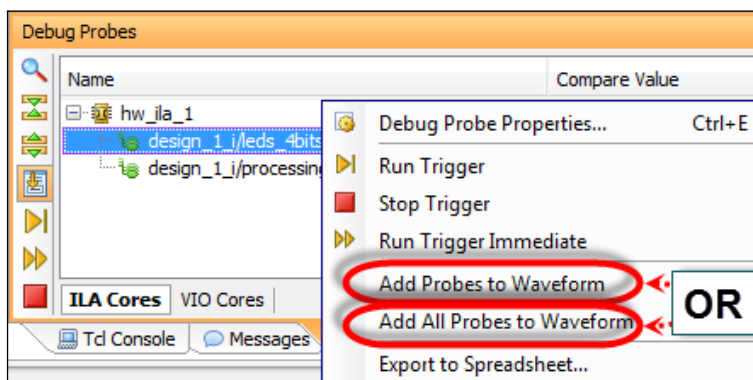 Debug Probes
Name Compare Value
hw_ila_1
design_1_i/leds_4bits
design_1_i/processing
Debug Probe Properties... Ctrl+E
Run Trigger
Stop Trigger
Run Trigger Immediate
Add Probes to Waveform
OR
Add All Probes to Waveform
Export to Spreadsheet...
ILA Cores VIO Cores
Tcl Console Messages